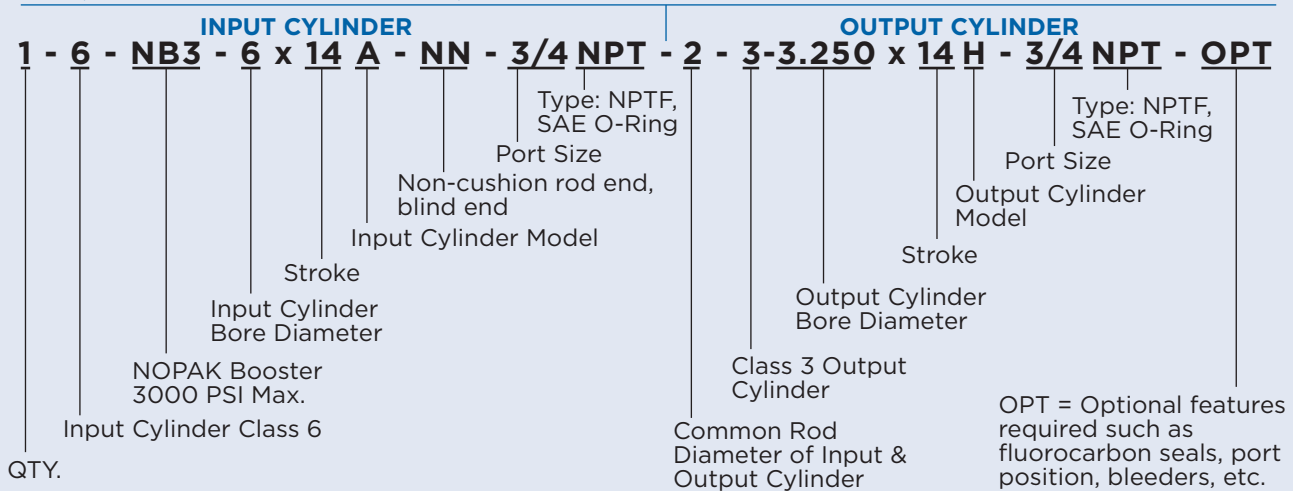 INPUT CYLINDER
OUTPUT CYLINDER
1 - 6 - NB3 - 6 x 14 A - NN - 3/4 NPT - 2 - 3-3.250 x 14 H - 3/4 NPT - OPT
Type: NPTF,
SAE O-Ring
Port Size
Non-cushion rod end,
blind end
Input Cylinder Model
Stroke
Input Cylinder
Bore Diameter
NOPAK Booster
3000 PSI Max.
Input Cylinder Class 6
QTY.
Type: NPTF,
SAE O-Ring
Port Size
Output Cylinder
Model
Stroke
Output Cylinder
Bore Diameter
Class 3 Output
Cylinder
Common Rod
Diameter of Input &
Output Cylinder
OPT = Optional features
required such as
fluorocarbon seals, port
position, bleeders, etc.